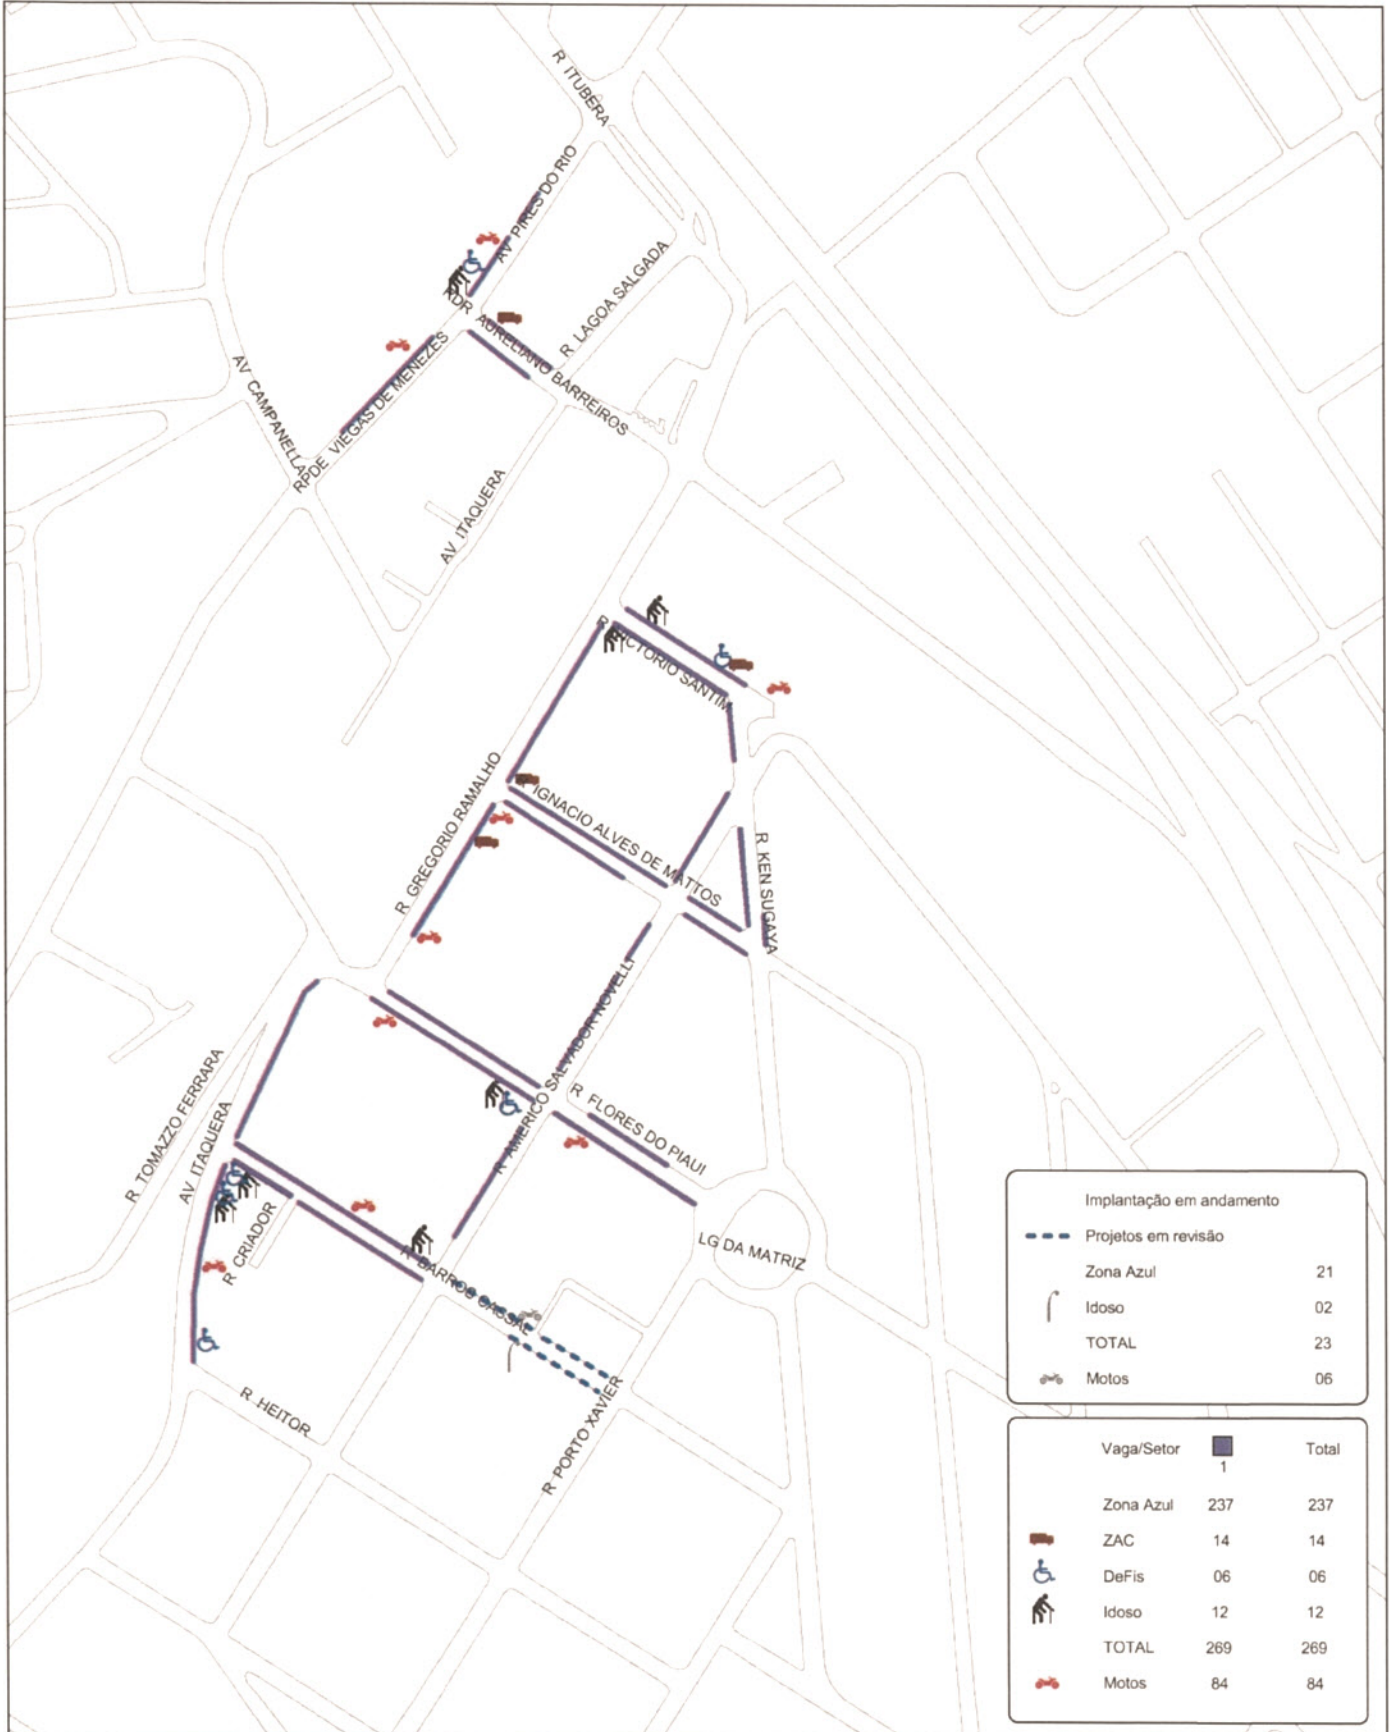 R ITUBERA
AV PIRES DO RIO
R LAGOA SALGADA
DR AURELIANO BARREIROS
AV CAMPANELLA
R PDE VIEGAS DE MENEZES
AV ITAQUERA
R VICTORIO SANTIM
R GREGORIO RAMALHO
R IGNACIO ALVES DE MATTOS
R KEN SUGAYA
R AMERICO SALVADOR NOVELLI
R FLORES DO PIAUI
R TOMAZZO FERRARA
AV ITAQUERA
R CRIADOR
R BARROS CASSAL
LG DA MATRIZ
R HEITOR
R PORTO XAVIER
Implantação em andamento
Projetos em revisão
Zona Azul 21
Idoso 02
TOTAL 23
Motos 06
Vaga/Setor 1 Total
Zona Azul 237 237
ZAC 14 14
DeFis 06 06
Idoso 12 12
TOTAL 269 269
Motos 84 84